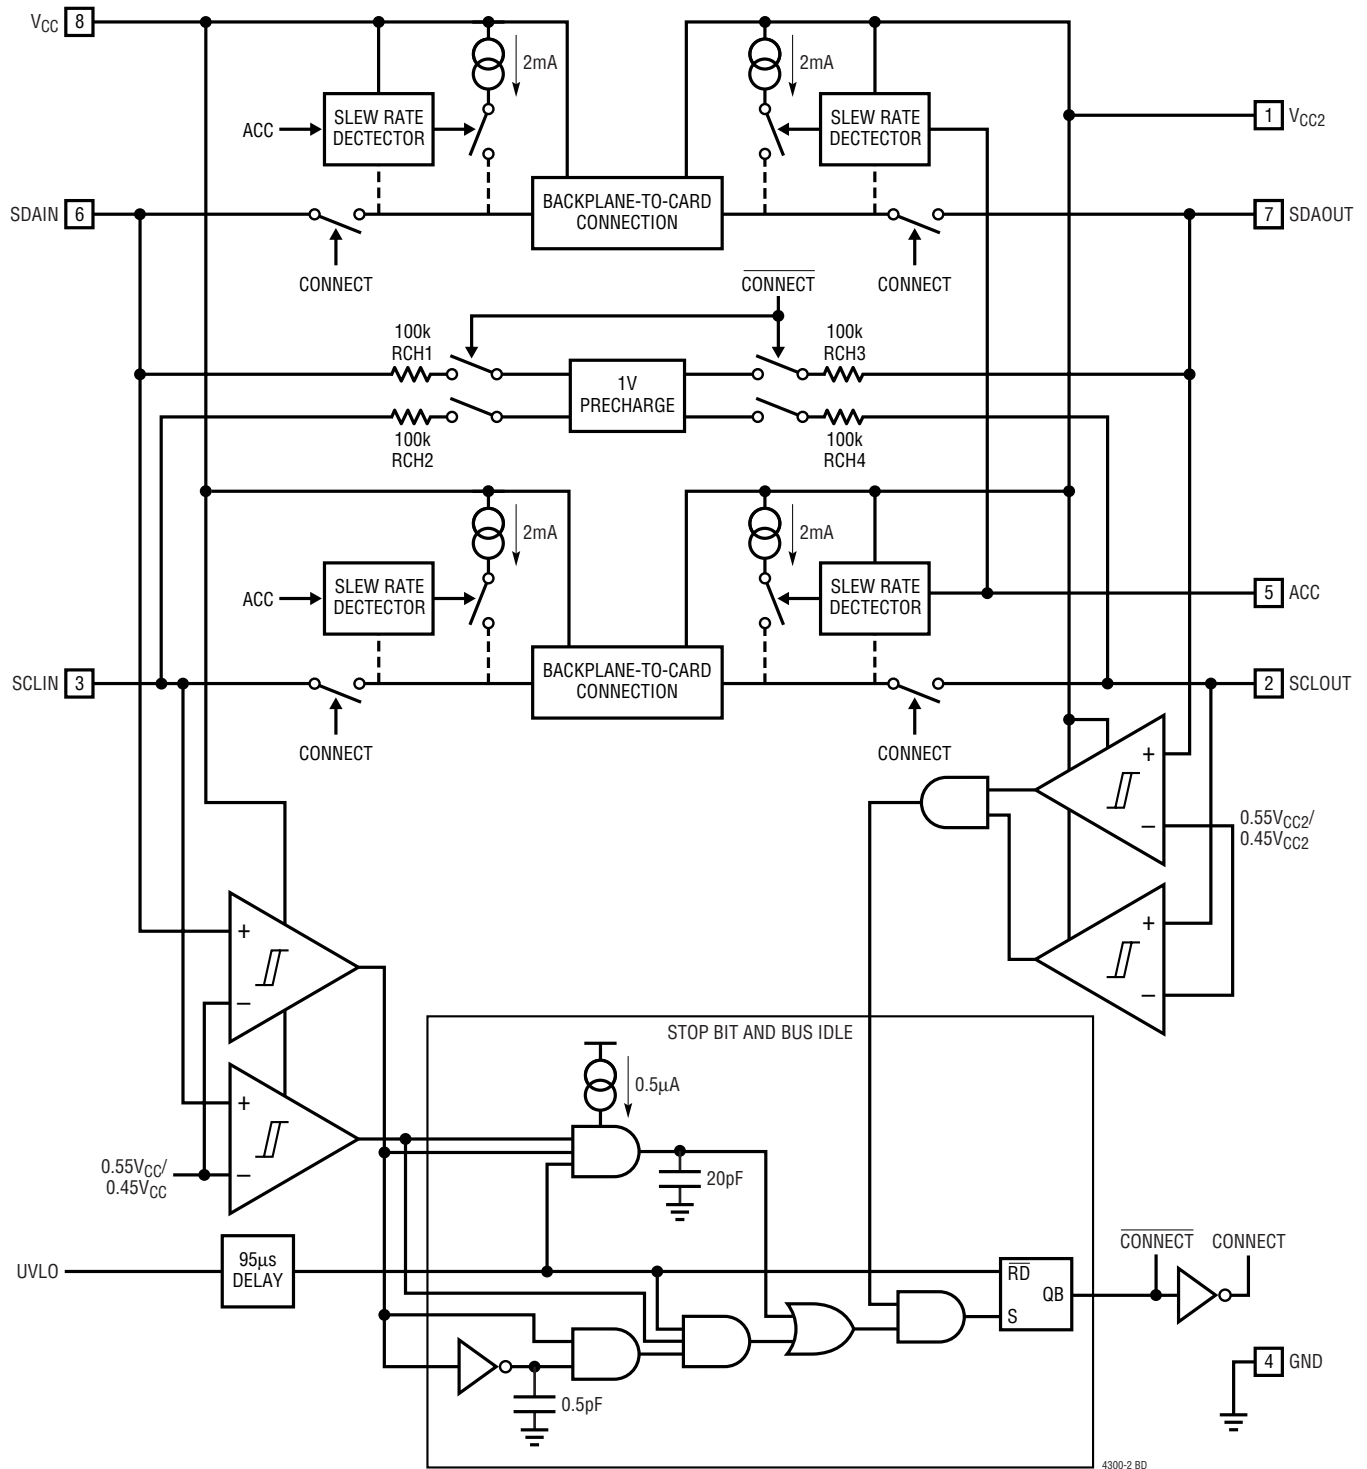 VCC 8
2mA
2mA
ACC
SLEW RATE
DECTECTOR
SLEW RATE
DECTECTOR
1 VCC2
SDAIN 6
BACKPLANE-TO-CARD
CONNECTION
7 SDAOUT
CONNECT
CONNECT
CONNECT
100k
RCH1
100k
RCH3
1V
PRECHARGE
100k
RCH2
100k
RCH4
2mA
2mA
ACC
SLEW RATE
DECTECTOR
SLEW RATE
DECTECTOR
5 ACC
SCLIN 3
BACKPLANE-TO-CARD
CONNECTION
2 SCLOUT
CONNECT
CONNECT
+
−
0.55VCC2/
0.45VCC2
+
−
+
−
STOP BIT AND BUS IDLE
0.5µA
+
−
0.55VCC/
0.45VCC
20pF
UVLO
95µs
DELAY
RD
QB
S
CONNECT
CONNECT
4 GND
0.5pF
4300-2 BD